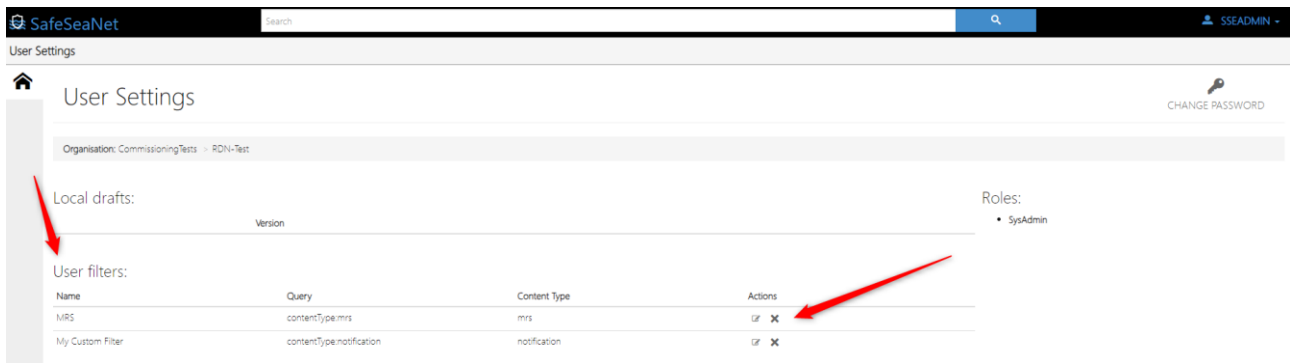 SafeSeaNet
Search
SSEADMIN
User Settings
User Settings
CHANGE PASSWORD
Organisation: CommissioningTests > RDN-Test
Local drafts:
Version
Roles:
• SysAdmin
User filters:
Name Query Content Type Actions
MRS contentType:mrs mrs
My Custom Filter contentType:notification notification